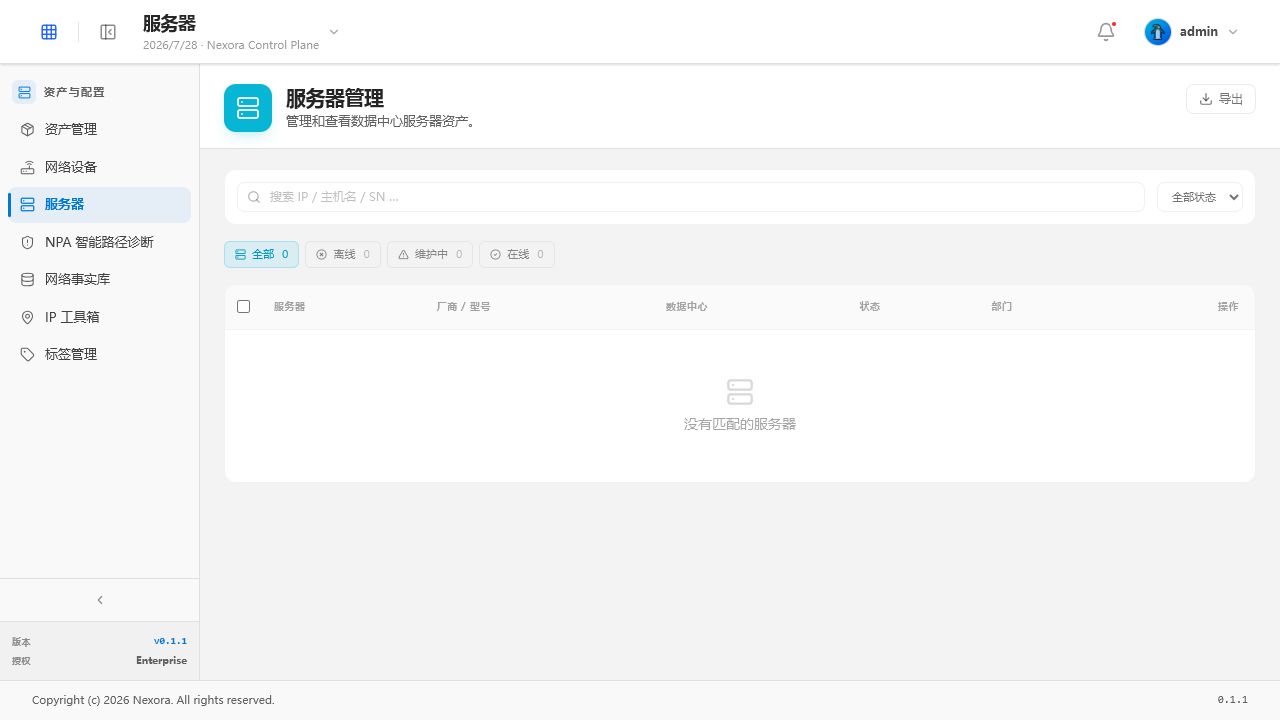 服务器
2026/7/28 · Nexora Control Plane
admin
资产与配置
资产管理
网络设备
服务器
NPA 智能路径诊断
网络事实库
IP 工具箱
标签管理
版本 v0.1.1
授权 Enterprise
服务器管理
管理和查看数据中心服务器资产。
导出
搜索 IP / 主机名 / SN ...
全部状态
全部 0 离线 0 维护中 0 在线 0
服务器 厂商 / 型号 数据中心 状态 部门 操作
没有匹配的服务器
Copyright (c) 2026 Nexora. All rights reserved.
0.1.1